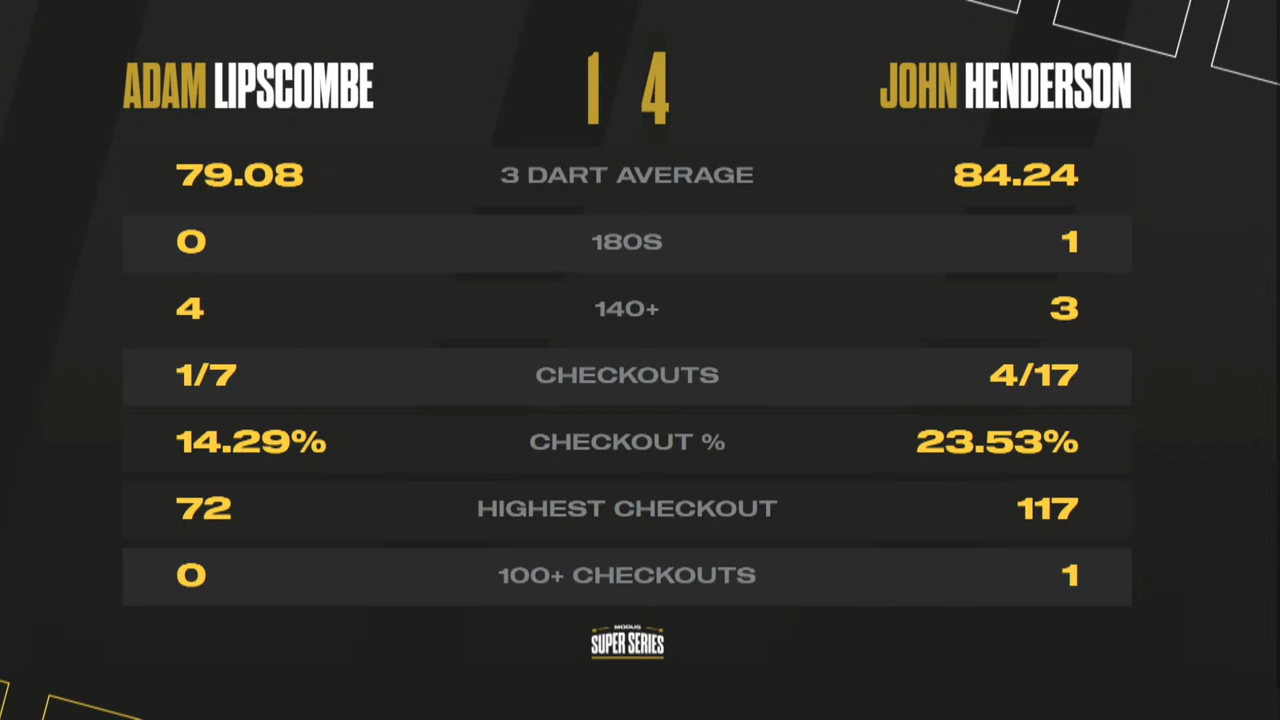 ADAM LIPSCOMBE 1 4 JOHN HENDERSON
79.08 3 DART AVERAGE 84.24
0 180S 1
4 140+ 3
1/7 CHECKOUTS 4/17
14.29% CHECKOUT % 23.53%
72 HIGHEST CHECKOUT 117
0 100+ CHECKOUTS 1
MODUS
SUPER SERIES